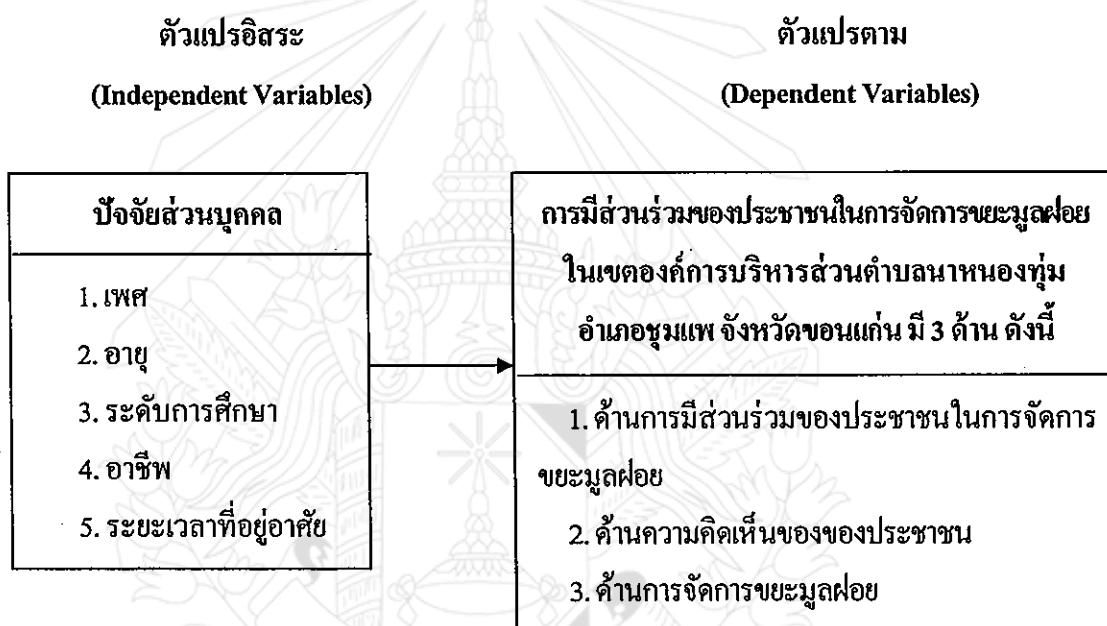 ตัวแปรอิสระ
(Independent Variables)
ปัจจัยส่วนบุคคล
1. เพศ
2. อายุ
3. ระดับการศึกษา
4. อาชีพ
5. ระยะเวลาที่อยู่อาศัย
ตัวแปรตาม
(Dependent Variables)
การมีส่วนร่วมของประชาชนในการจัดการขยะมูลฝอย
ในเขตองค์การบริหารส่วนตำบลนาหนองทุ่ม
อำเภอชุมแพ จังหวัดขอนแก่น มี 3 ด้าน ดังนี้
1. ด้านการมีส่วนร่วมของประชาชนในการจัดการ
ขยะมูลฝอย
2. ด้านความคิดเห็นของของประชาชน
3. ด้านการจัดการขยะมูลฝอย